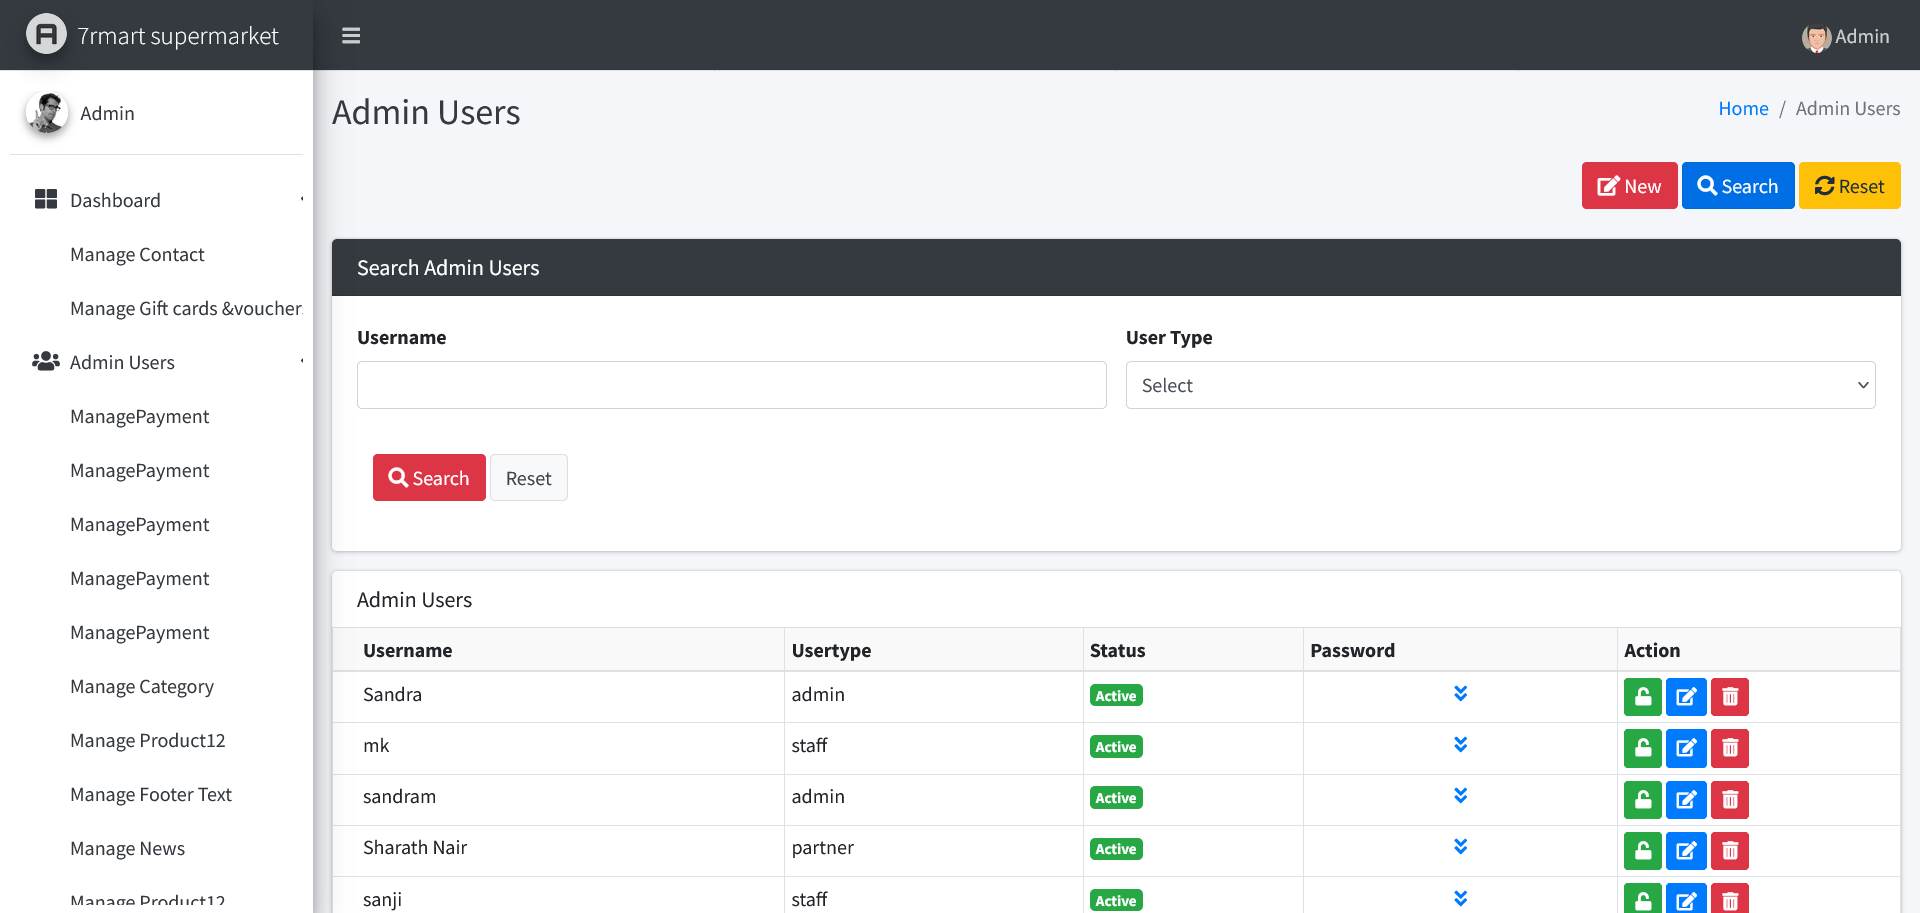 7rmart supermarket
Admin
Admin
Dashboard
Manage Contact
Manage Gift cards &voucher
Admin Users
ManagePayment
ManagePayment
ManagePayment
ManagePayment
ManagePayment
Manage Category
Manage Product12
Manage Footer Text
Manage News
Manage Product12
Admin Users
Home / Admin Users
New Search Reset
Search Admin Users
Username User Type
Select
Search Reset
Admin Users
Username Usertype Status Password Action
Sandra admin Active
mk staff Active
sandram admin Active
Sharath Nair partner Active
sanji staff Active